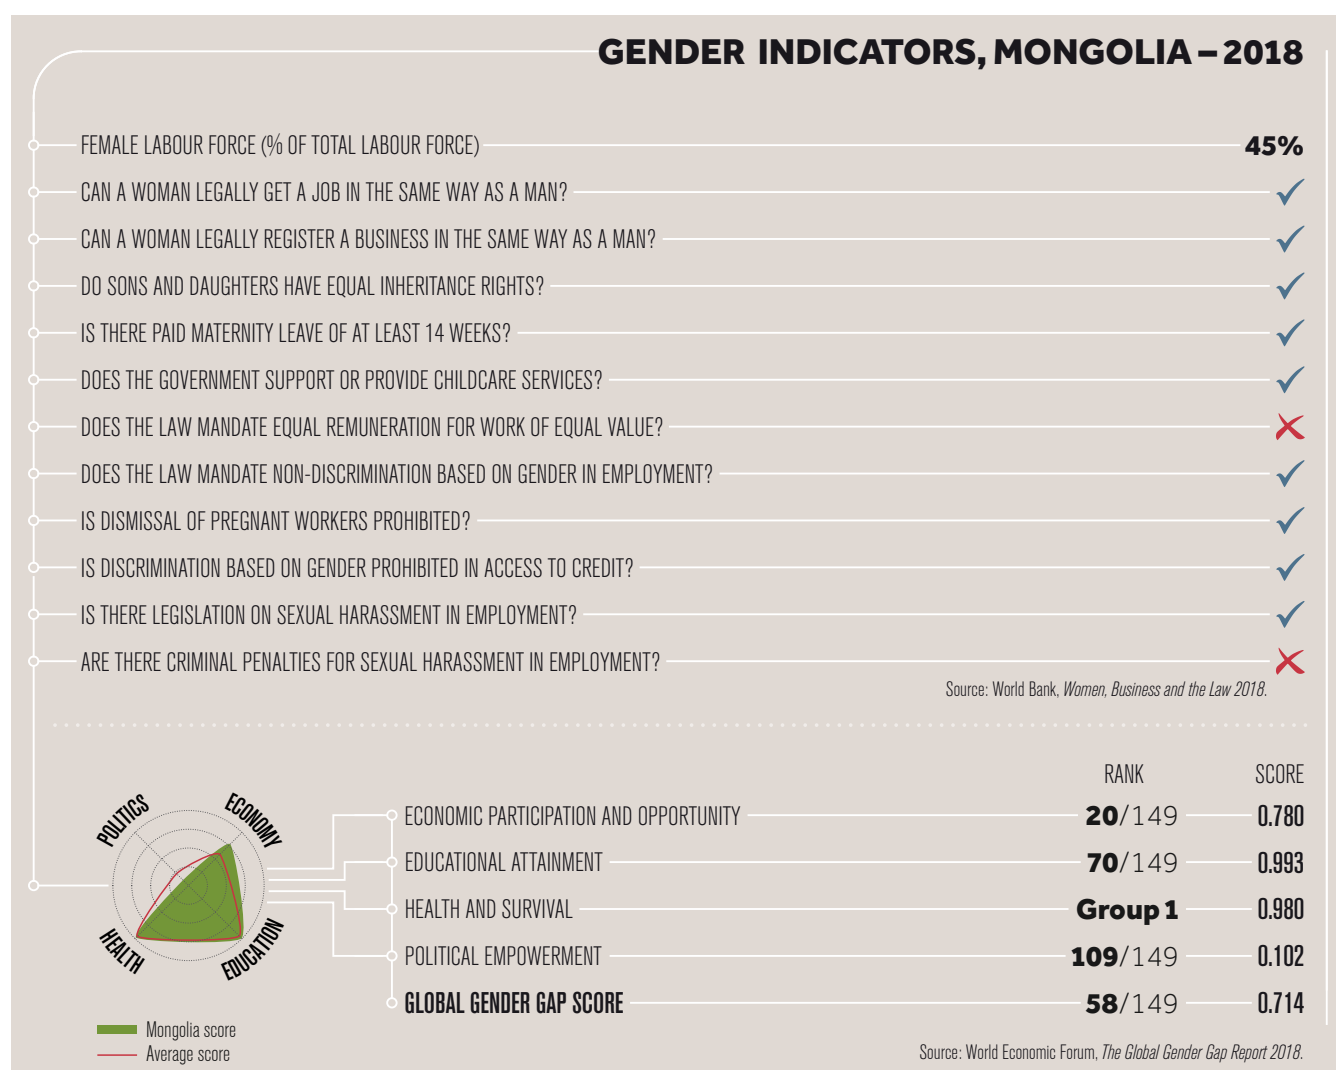 GENDER INDICATORS, MONGOLIA – 2018
FEMALE LABOUR FORCE (% OF TOTAL LABOUR FORCE) 45%
CAN A WOMAN LEGALLY GET A JOB IN THE SAME WAY AS A MAN?
CAN A WOMAN LEGALLY REGISTER A BUSINESS IN THE SAME WAY AS A MAN?
DO SONS AND DAUGHTERS HAVE EQUAL INHERITANCE RIGHTS?
IS THERE PAID MATERNITY LEAVE OF AT LEAST 14 WEEKS?
DOES THE GOVERNMENT SUPPORT OR PROVIDE CHILDCARE SERVICES?
DOES THE LAW MANDATE EQUAL REMUNERATION FOR WORK OF EQUAL VALUE?
DOES THE LAW MANDATE NON-DISCRIMINATION BASED ON GENDER IN EMPLOYMENT?
IS DISMISSAL OF PREGNANT WORKERS PROHIBITED?
IS DISCRIMINATION BASED ON GENDER PROHIBITED IN ACCESS TO CREDIT?
IS THERE LEGISLATION ON SEXUAL HARASSMENT IN EMPLOYMENT?
ARE THERE CRIMINAL PENALTIES FOR SEXUAL HARASSMENT IN EMPLOYMENT?
Source: World Bank, Women, Business and the Law 2018.
RANK SCORE
POLITICS
ECONOMY
HEALTH
EDUCATION
ECONOMIC PARTICIPATION AND OPPORTUNITY 20/149 0.780
EDUCATIONAL ATTAINMENT 70/149 0.993
HEALTH AND SURVIVAL Group 1 0.980
POLITICAL EMPOWERMENT 109/149 0.102
GLOBAL GENDER GAP SCORE 58/149 0.714
Mongolia score
Average score
Source: World Economic Forum, The Global Gender Gap Report 2018.